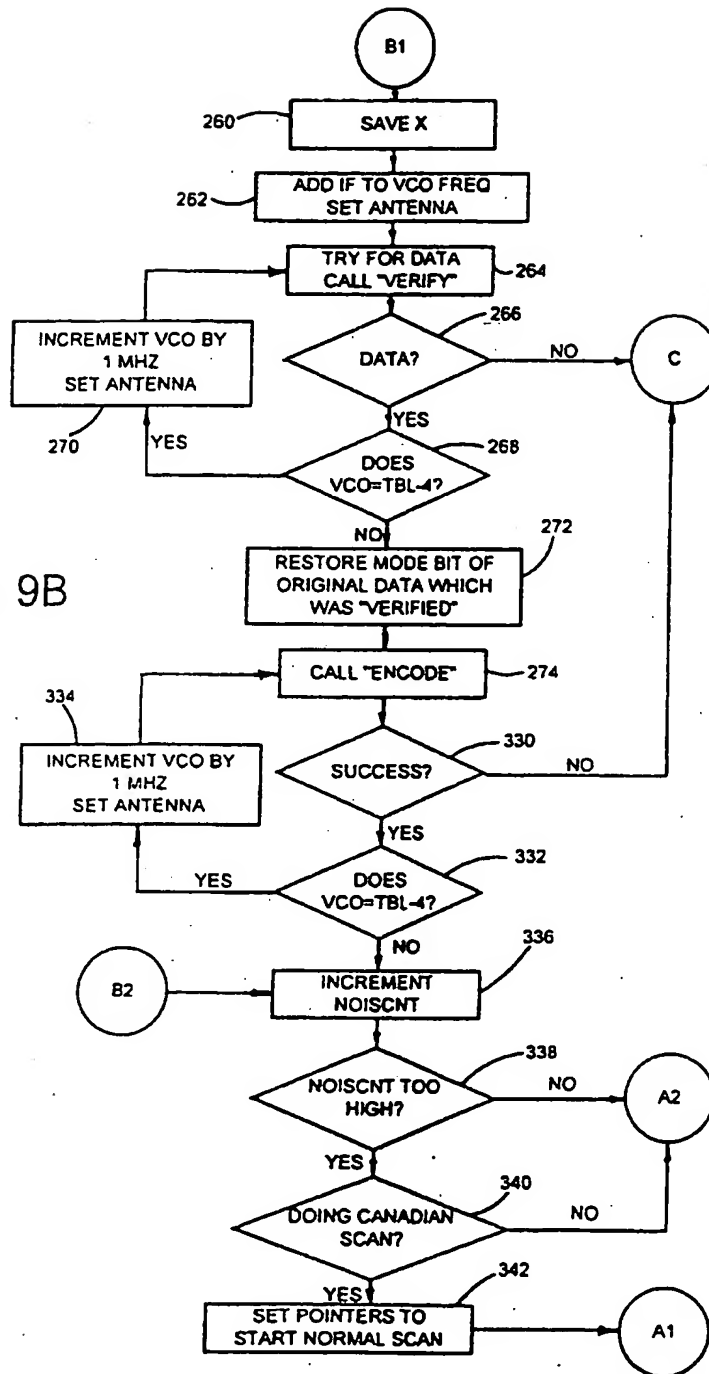 B1
260
SAVE X
262
ADD IF TO VCO FREQ
SET ANTENNA
TRY FOR DATA
CALL "VERIFY"
264
266
INCREMENT VCO BY
1 MHZ
SET ANTENNA
270
DATA?
NO
C
YES
YES
268
DOES
VCO=TBL-4?
NO
272
RESTORE MODE BIT OF
ORIGINAL DATA WHICH
WAS "VERIFIED"
9B
CALL "ENCODE"
274
334
INCREMENT VCO BY
1 MHZ
SET ANTENNA
330
SUCCESS?
NO
YES
YES
332
DOES
VCO=TBL-4?
NO
336
B2
INCREMENT
NOISCNT
338
NOISCNT TOO
HIGH?
NO
A2
YES
340
DOING CANADIAN
SCAN?
NO
YES
342
SET POINTERS TO
START NORMAL SCAN
A1